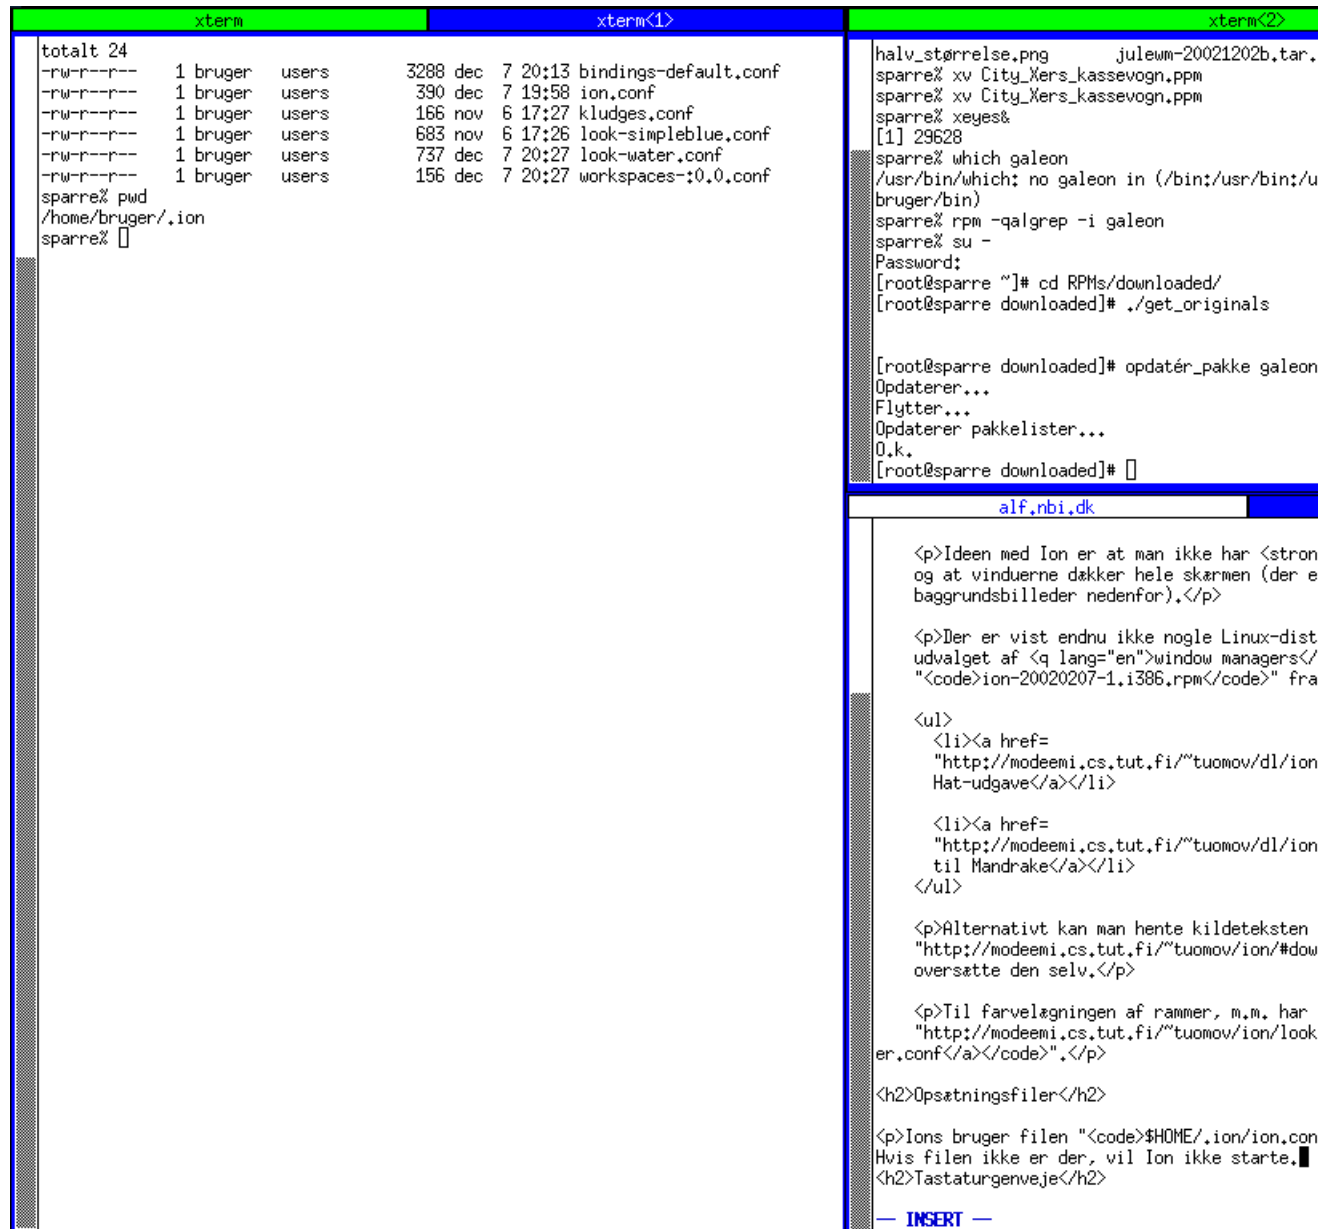 xterm
xterm<1>
totalt 24
-rw-r--r--    1 bruger   users        3288 dec  7 20:13 bindings-default.conf
-rw-r--r--    1 bruger   users         390 dec  7 19:58 ion.conf
-rw-r--r--    1 bruger   users         166 nov  6 17:27 kludges.conf
-rw-r--r--    1 bruger   users         683 nov  6 17:26 look-simpleblue.conf
-rw-r--r--    1 bruger   users         737 dec  7 20:27 look-water.conf
-rw-r--r--    1 bruger   users         156 dec  7 20:27 workspaces-:0.0.conf
sparre% pwd
/home/bruger/.ion
sparre%
xterm<2>
halv_størrelse.png      julewm-20021202b.tar.
sparre% xv City_Xers_kassevogn.ppm
sparre% xv City_Xers_kassevogn.ppm
sparre% xeyes&
[1] 29628
sparre% which galeon
/usr/bin/which: no galeon in (/bin:/usr/bin:/u
bruger/bin)
sparre% rpm -qa|grep -i galeon
sparre% su -
Password:
[root@sparre ~]# cd RPMs/downloaded/
[root@sparre downloaded]# ./get_originals
[root@sparre downloaded]# opdatér_pakke galeon
Opdaterer...
Flytter...
Opdaterer pakkelister...
O.k.
[root@sparre downloaded]#
alf.nbi.dk
<p>Ideen med Ion er at man ikke har <stron
og at vinduerne dækker hele skærmen (der e
baggrundsbilleder nedenfor).</p>
<p>Der er vist endnu ikke nogle Linux-dist
udvalget af <q lang="en">window managers</
"<code>ion-20020207-1.i386.rpm</code>" fra
<ul>
<li><a href=
"http://modeemi.cs.tut.fi/~tuomov/dl/ion
Hat-udgave</a></li>
<li><a href=
"http://modeemi.cs.tut.fi/~tuomov/dl/ion
til Mandrake</a></li>
</ul>
<p>Alternativt kan man hente kildeteksten
"http://modeemi.cs.tut.fi/~tuomov/ion/#dow
oversætte den selv.</p>
<p>Til farvelægningen af rammer, m.m. har
"http://modeemi.cs.tut.fi/~tuomov/ion/look
er.conf</a></code>".</p>
<h2>Opsætningsfiler</h2>
<p>Ions bruger filen "<code>$HOME/.ion/ion.con
Hvis filen ikke er der, vil Ion ikke starte.
<h2>Tastaturgenveje</h2>
-- INSERT --